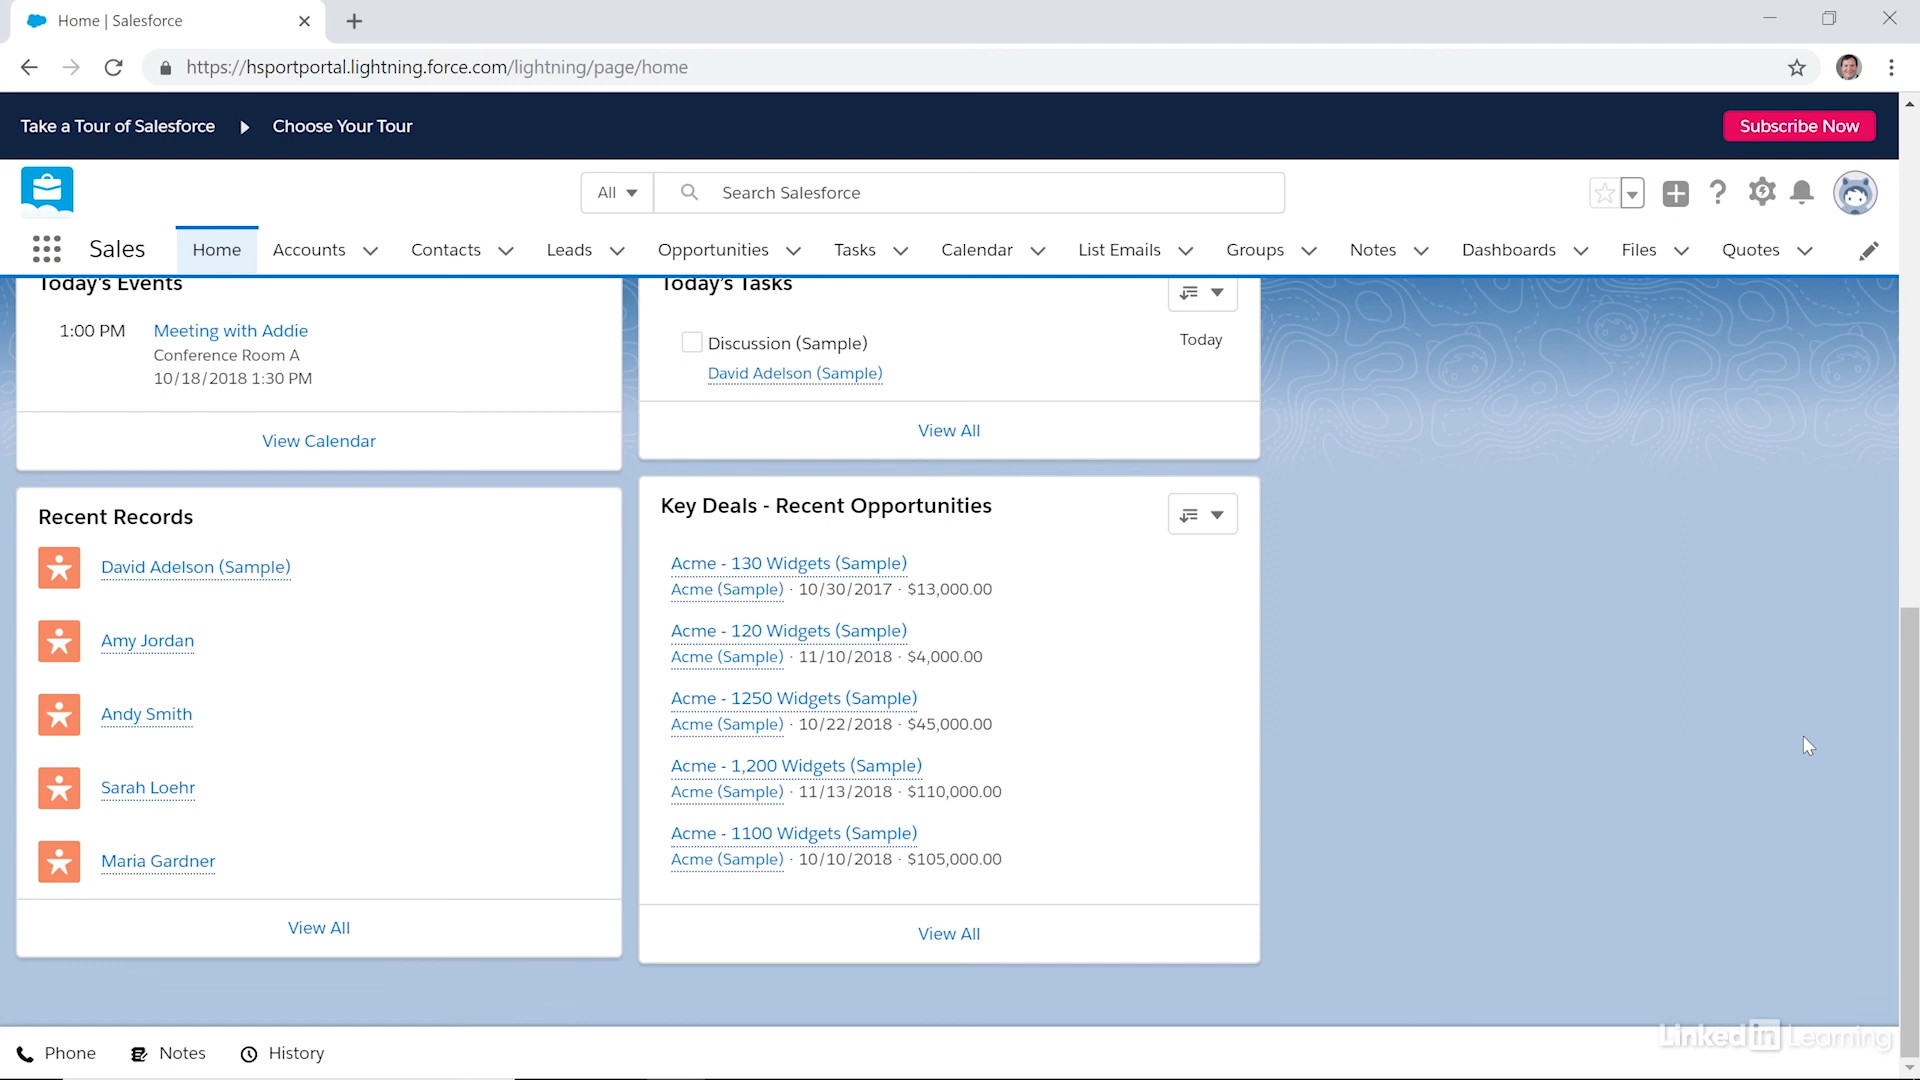 Home | Salesforce
https://hsportportal.lightning.force.com/lightning/page/home
Take a Tour of Salesforce
Choose Your Tour
Subscribe Now
All
Search Salesforce
Sales
Home
Accounts
Contacts
Leads
Opportunities
Tasks
Calendar
List Emails
Groups
Notes
Dashboards
Files
Quotes
Today's Events
1:00 PM
Meeting with Addie
Conference Room A
10/18/2018 1:30 PM
View Calendar
Today's Tasks
Discussion (Sample)
Today
David Adelson (Sample)
View All
Recent Records
David Adelson (Sample)
Amy Jordan
Andy Smith
Sarah Loehr
Maria Gardner
View All
Key Deals - Recent Opportunities
Acme - 130 Widgets (Sample)
Acme (Sample) · 10/30/2017 · $13,000.00
Acme - 120 Widgets (Sample)
Acme (Sample) · 11/10/2018 · $4,000.00
Acme - 1250 Widgets (Sample)
Acme (Sample) · 10/22/2018 · $45,000.00
Acme - 1,200 Widgets (Sample)
Acme (Sample) · 11/13/2018 · $110,000.00
Acme - 1100 Widgets (Sample)
Acme (Sample) · 10/10/2018 · $105,000.00
View All
Phone
Notes
History
LinkedIn Learning